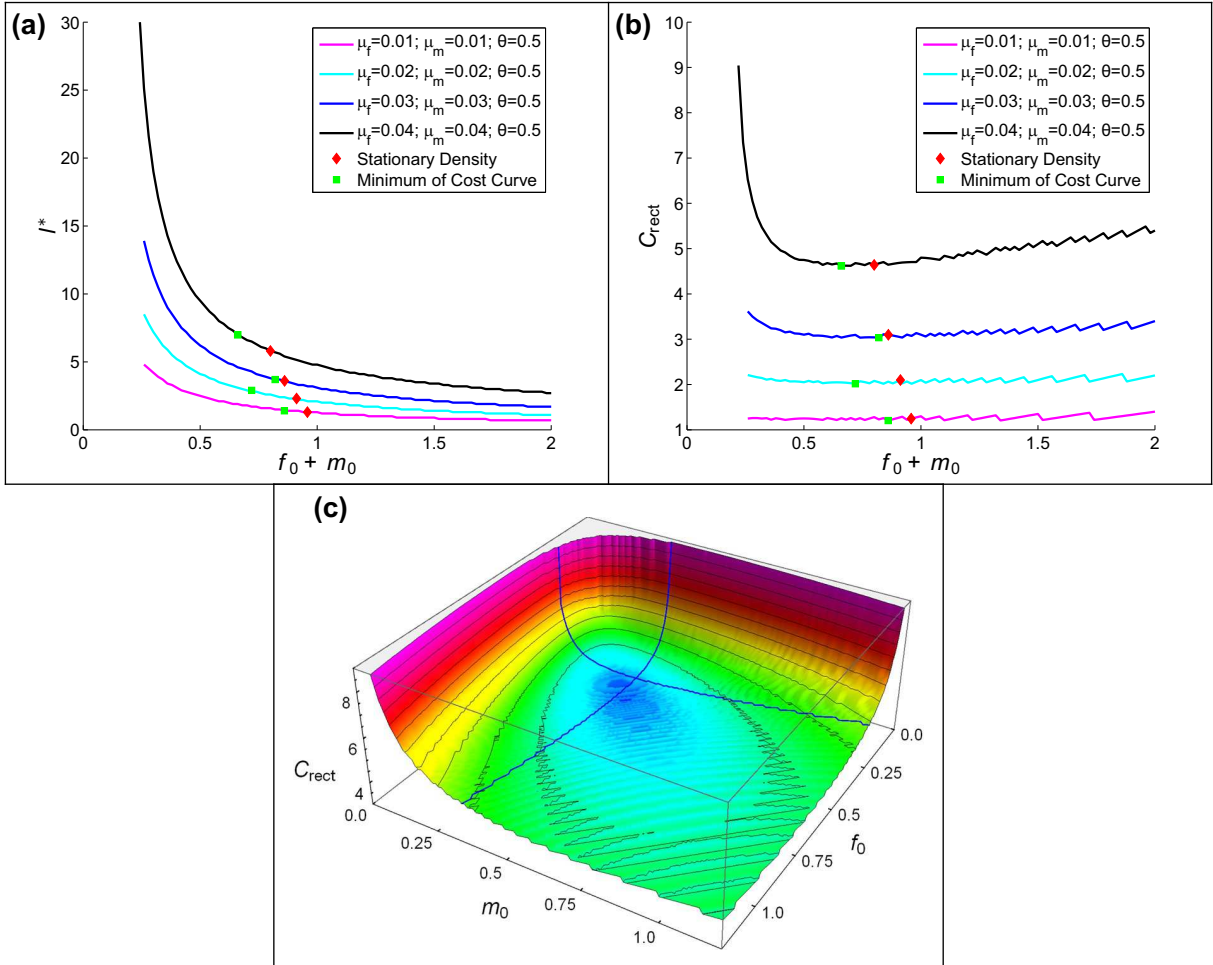 (a)
30
25
20
15
10
5
0
0
0.5
1
1.5
2
l*
f0 + m0
μf=0.01; μm=0.01; θ=0.5
μf=0.02; μm=0.02; θ=0.5
μf=0.03; μm=0.03; θ=0.5
μf=0.04; μm=0.04; θ=0.5
Stationary Density
Minimum of Cost Curve
(b)
10
9
8
7
6
5
4
3
2
1
0
0.5
1
1.5
2
Crect
f0 + m0
μf=0.01; μm=0.01; θ=0.5
μf=0.02; μm=0.02; θ=0.5
μf=0.03; μm=0.03; θ=0.5
μf=0.04; μm=0.04; θ=0.5
Stationary Density
Minimum of Cost Curve
(c)
8
6
4
Crect
0.0
0.25
0.5
0.75
1.0
m0
0.0
0.25
0.5
0.75
1.0
f0